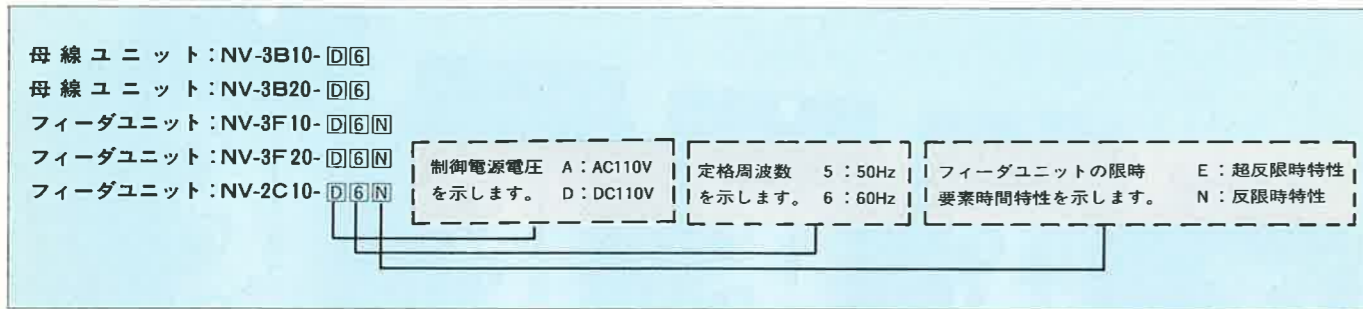 母線ユニット：NV-3B10-D6
母線ユニット：NV-3B20-D6
フィーダユニット：NV-3F10-D6N
フィーダユニット：NV-3F20-D6N
フィーダユニット：NV-2C10-D6N
制御電源電圧 A：AC110V
を示します。 D：DC110V
定格周波数 5：50Hz
を示します。 6：60Hz
フィーダユニットの限時 E：超反限時特性
要素時間特性を示します。 N：反限時特性